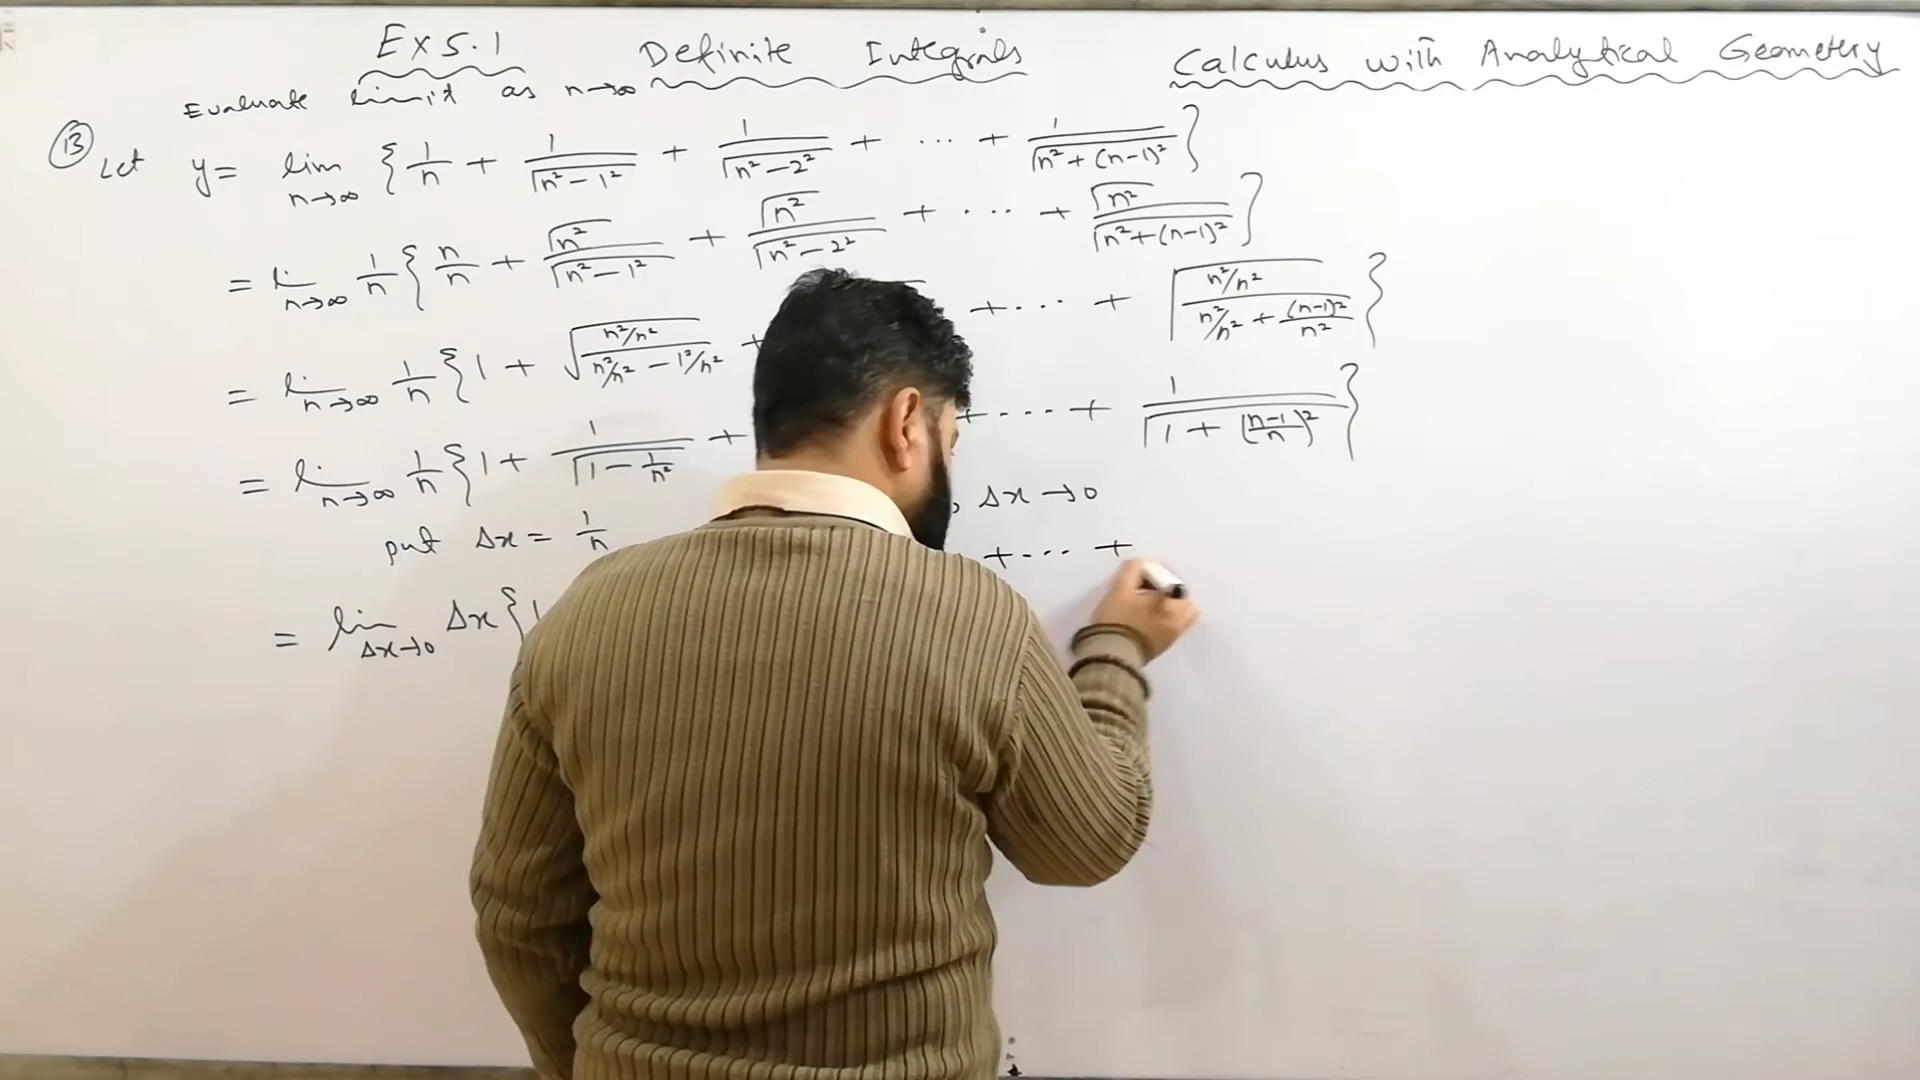 Ex 5.1 Definite Integrals Calculus with Analytical Geometery
Evaluate limit as n→∞
13 Let y = lim n→∞ {1/n + 1/√(n²-1²) + 1/√(n²-2²) + ... + 1/√(n²+(n-1)²)}
= lim n→∞ 1/n {n/n + √n²/√(n²-1²) + √n²/√(n²-2²) + ... + √n²/√(n²+(n-1)²)}
= lim n→∞ 1/n {1 + √((n²/n²)/(n²/n² - 1²/n²)) + ... + √((n²/n²)/(n²/n² + (n-1)²/n²))}
= lim n→∞ 1/n {1 + 1/√(1 - 1/n²) + +....+ 1/√(1 + ((n-1)/n)²)}
put Δx = 1/n , Δx→0
= lim Δx→0 Δx {1 +... +